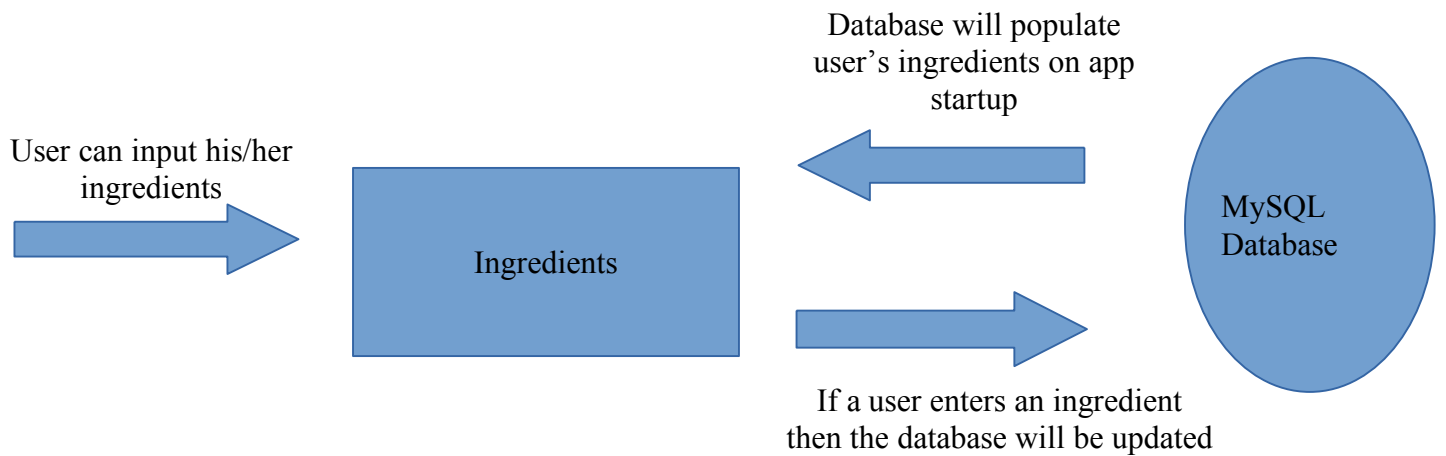 User can input his/her
ingredients
Ingredients
Database will populate
user's ingredients on app
startup
If a user enters an ingredient
then the database will be updated
MySQL
Database